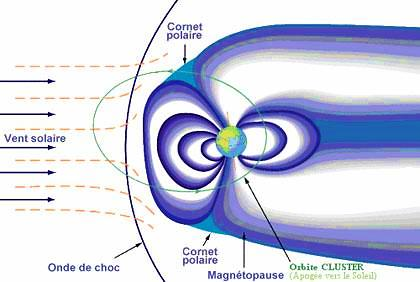 Cornet
polaire
Vent solaire
Onde de choc
Cornet
polaire
Magnétopause
Orbite CLUSTER
(Apogée vers le Soleil)